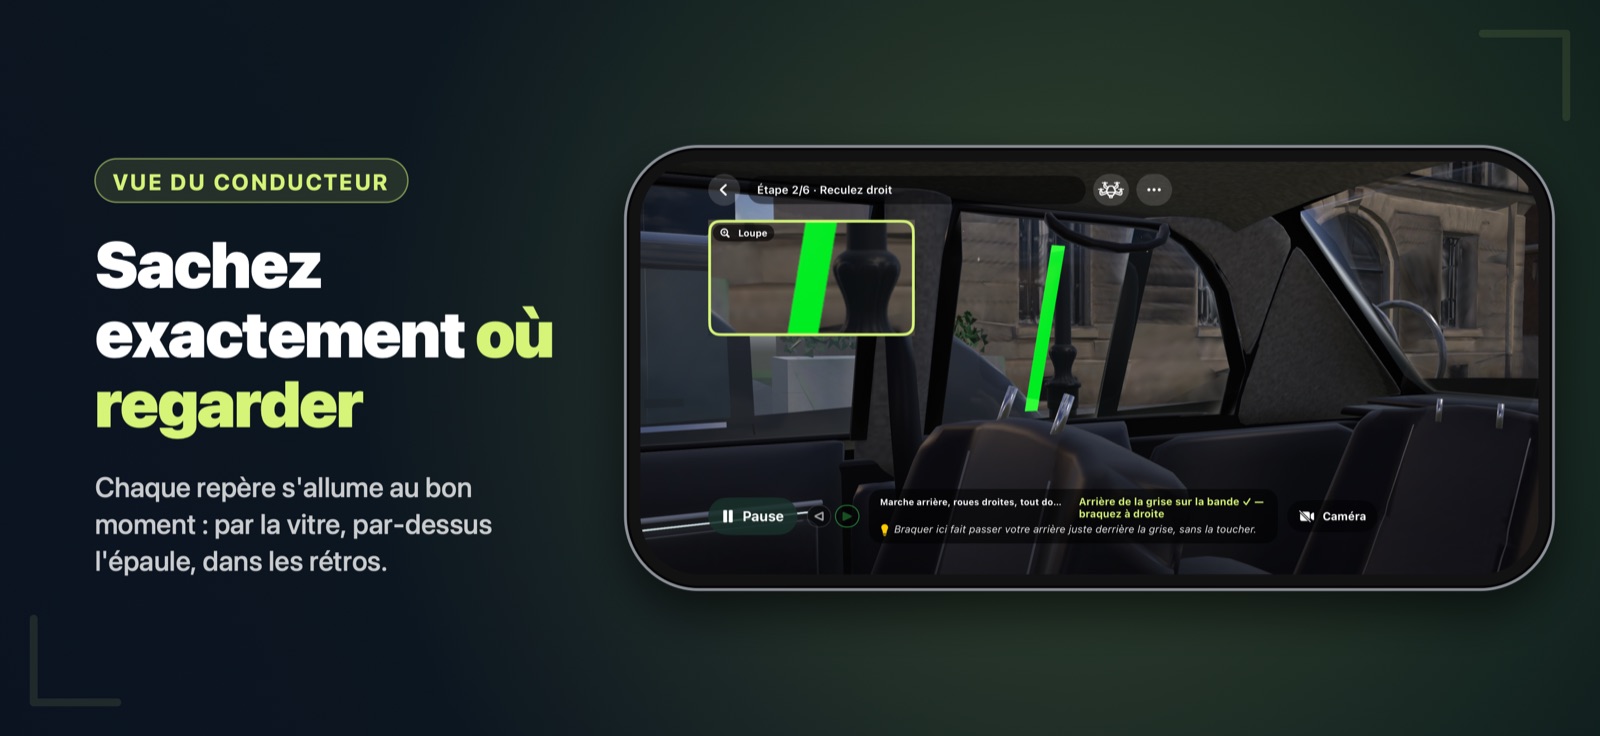 VUE DU CONDUCTEUR
Sachez
exactement où
regarder
Chaque repère s'allume au bon
moment : par la vitre, par-dessus
l'épaule, dans les rétros.
Étape 2/6 · Reculez droit
Loupe
Pause
Marche arrière, roues droites, tout do...
Arrière de la grise sur la bande ✓ —
braquez à droite
💡 Braquer ici fait passer votre arrière juste derrière la grise, sans la toucher.
Caméra